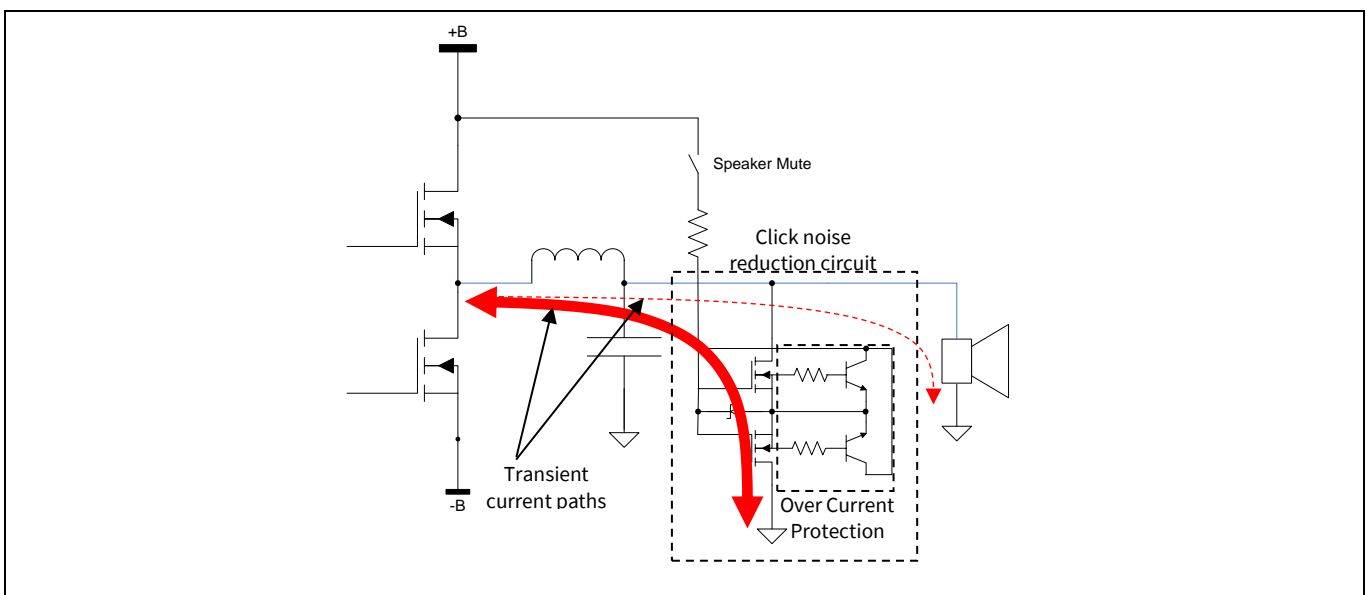 +B
Speaker Mute
Click noise
reduction circuit
Transient
current paths
-B
Over Current
Protection